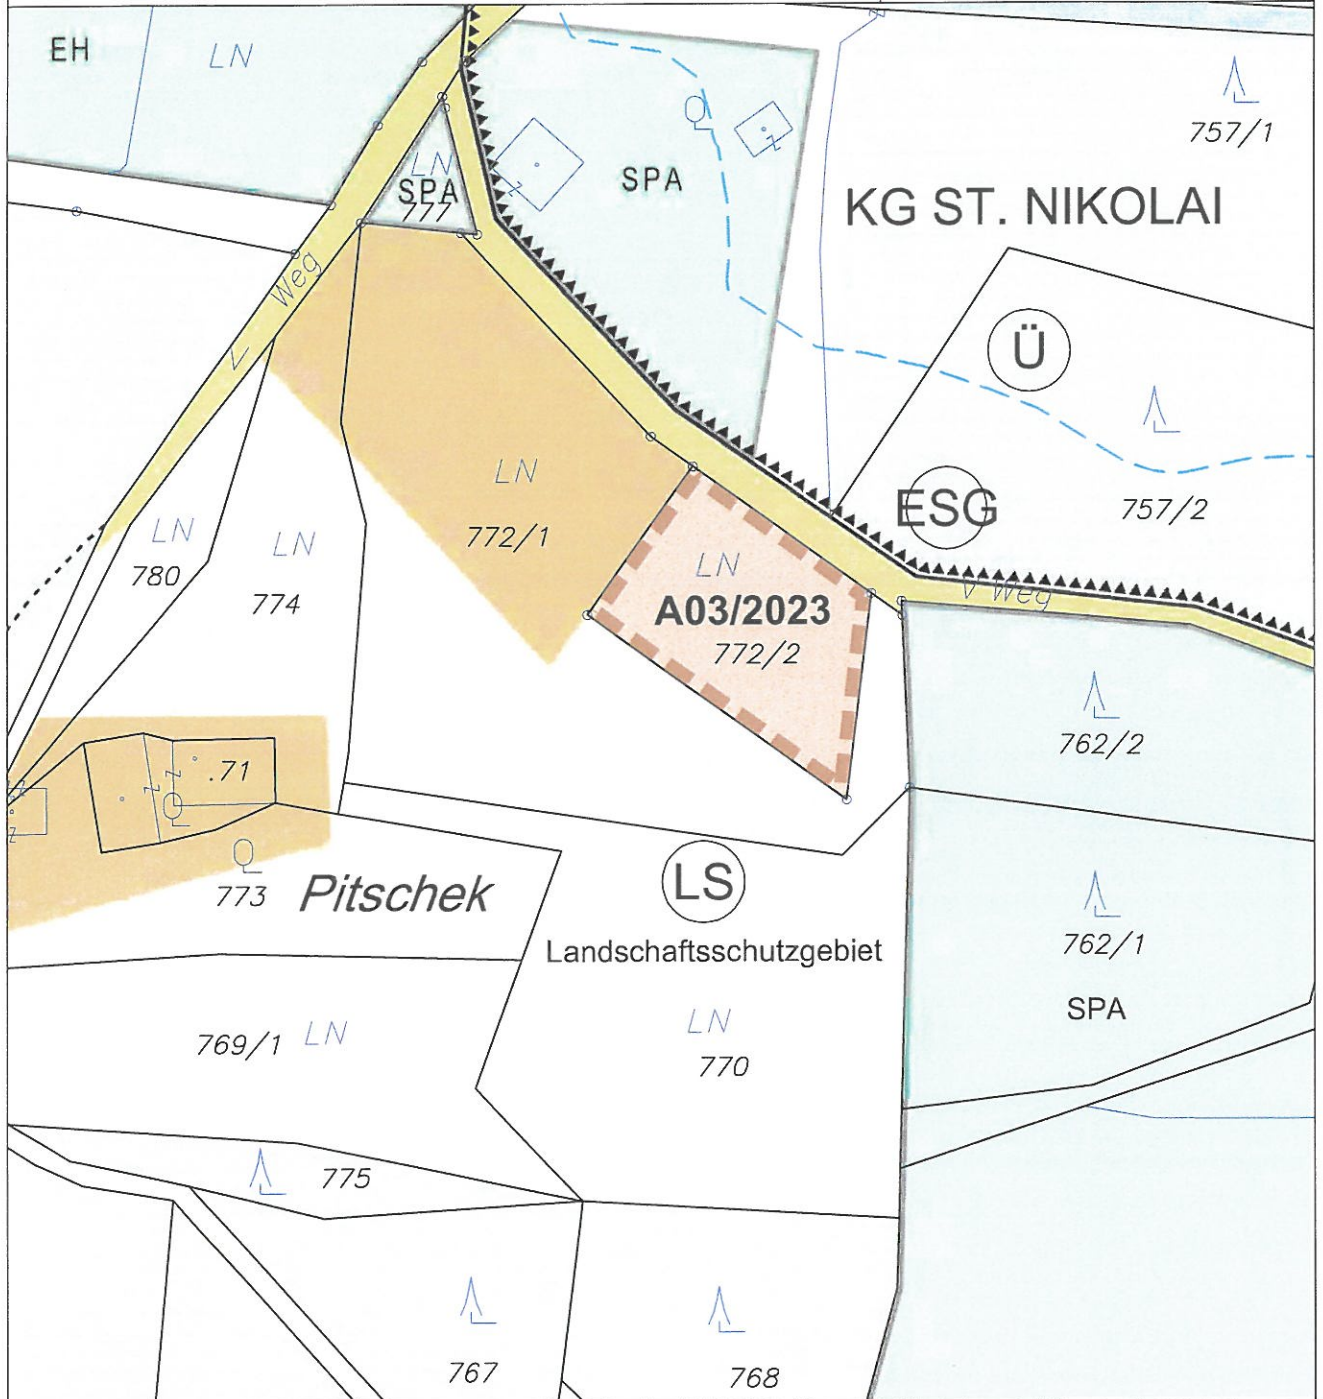 EH
LN
757/1
LN
SPA
777
SPA
KG ST. NIKOLAI
Weg
V
Ü
LN
772/1
ESG
757/2
LN
780
LN
774
LN
A03/2023
772/2
V Weg
762/2
.71
773
Pitschek
LS
Landschaftsschutzgebiet
762/1
SPA
769/1 LN
LN
770
775
767
768